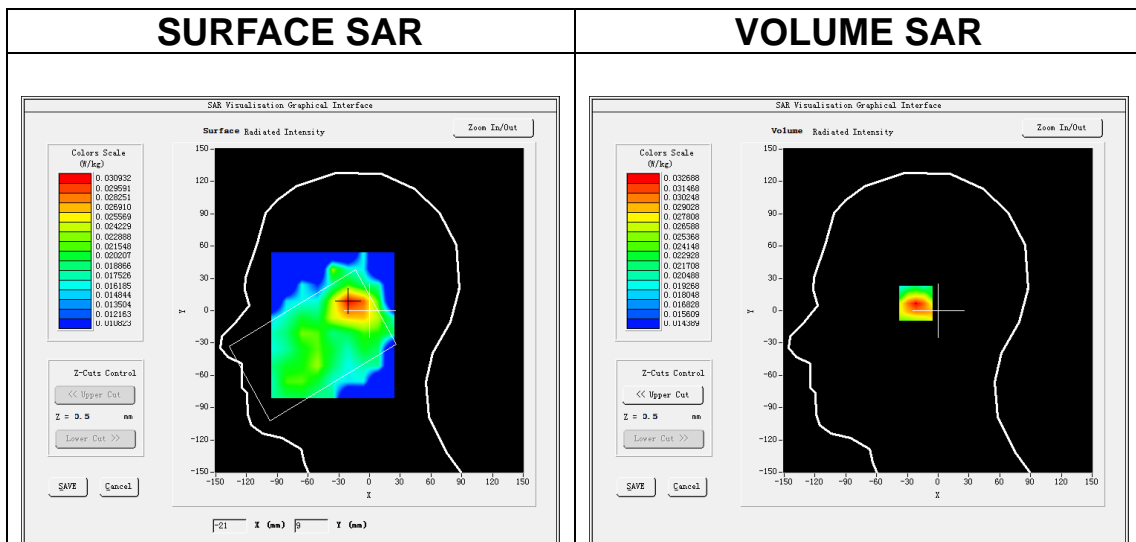 SURFACE SAR
VOLUME SAR
SAR Visualisation Graphical Interface
Surface Radiated Intensity
Zoom In/Out
Colors Scale
(W/kg)
0.030932
0.029591
0.028251
0.026910
0.025569
0.024229
0.022888
0.021548
0.020207
0.018866
0.017526
0.016185
0.014844
0.013504
0.012163
0.010823
Z-Cuts Control
<< Upper Cut
Z = 0.5 mm
Lower Cut >>
SAVE Cancel
150
120
90
60
30
0
-30
-60
-90
-120
-150
Y
-150 -120 -90 -60 -30 0 30 60 90 120 150
X
-21 X (mm) 9 Y (mm)
SAR Visualisation Graphical Interface
Volume Radiated Intensity
Zoom In/Out
Colors Scale
(W/kg)
0.032688
0.031468
0.030248
0.029028
0.027808
0.026588
0.025368
0.024148
0.022928
0.021708
0.020488
0.019268
0.018048
0.016828
0.015609
0.014389
Z-Cuts Control
<< Upper Cut
Z = 0.5 mm
Lower Cut >>
SAVE Cancel
150
120
90
60
30
0
-30
-60
-90
-120
-150
Y
-150 -120 -90 -60 -30 0 30 60 90 120 150
X